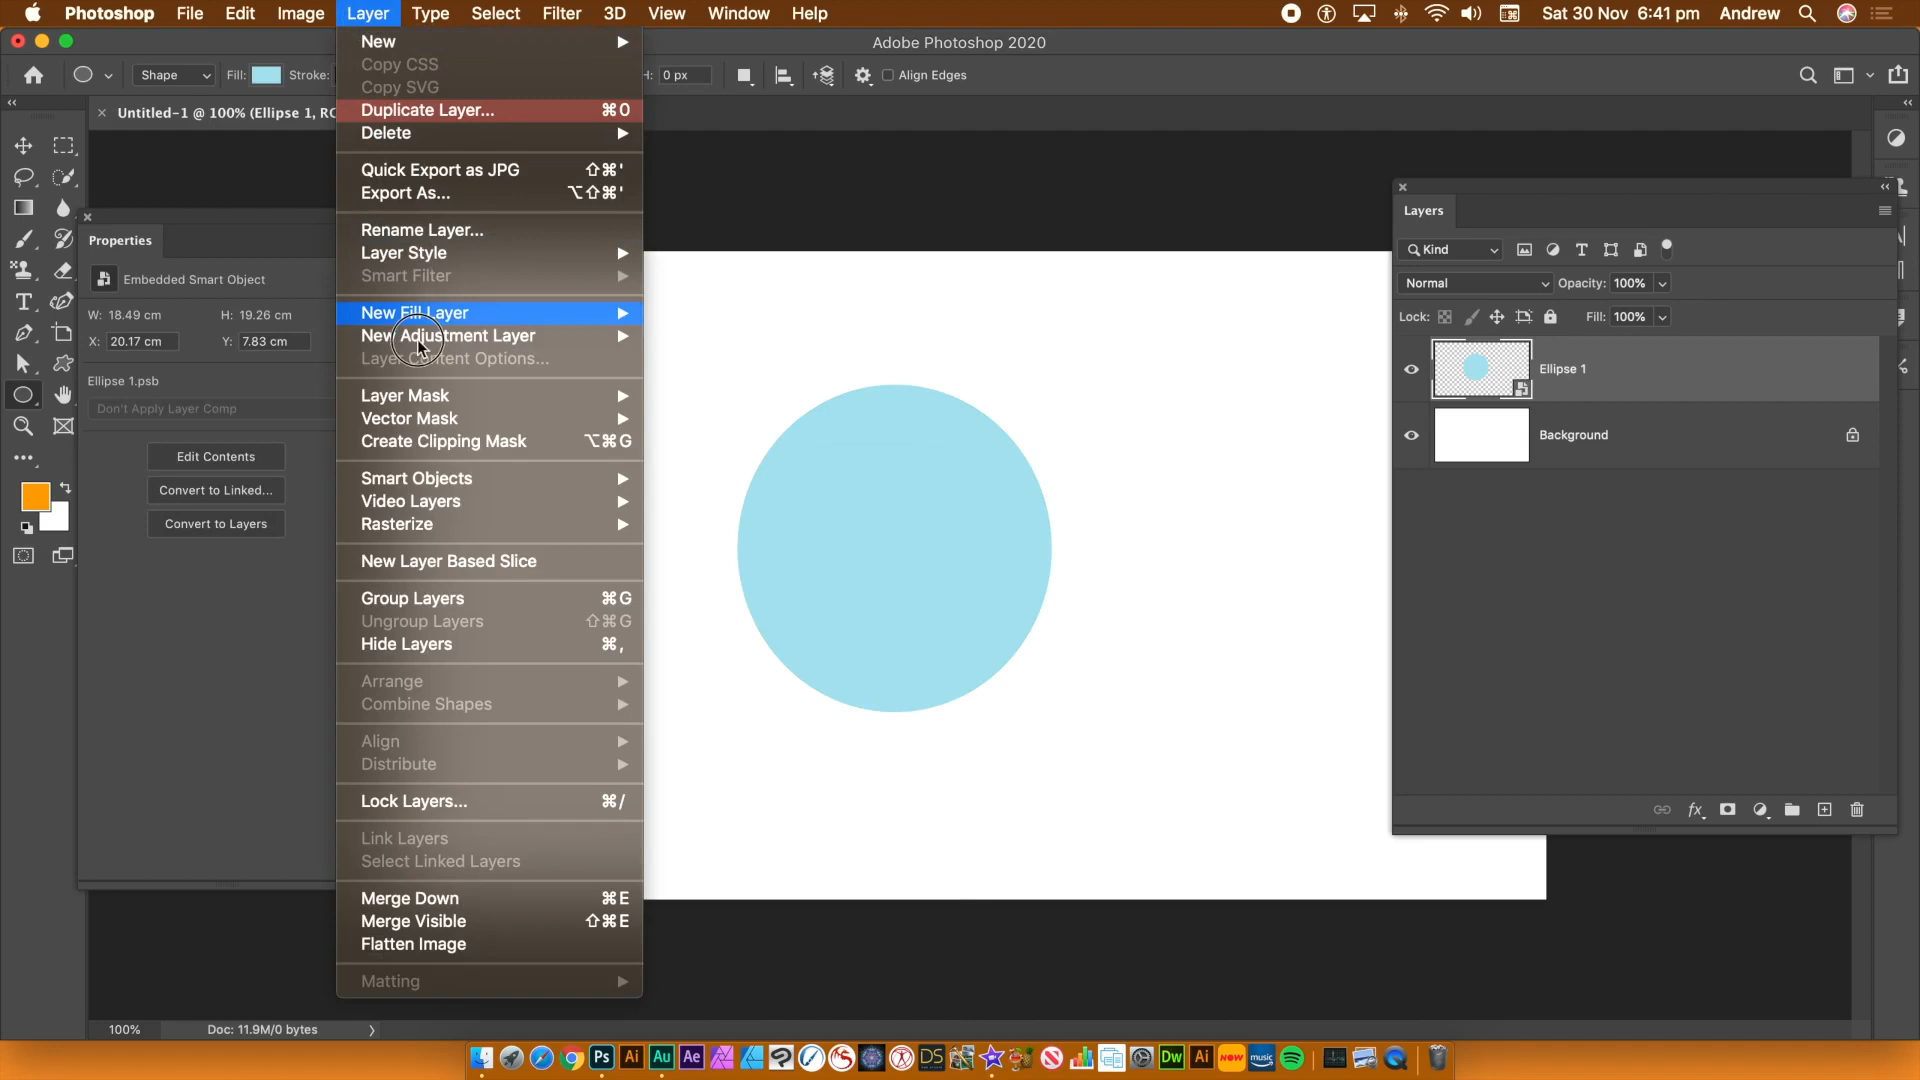 Photoshop File Edit Image Layer Type Select Filter 3D View Window Help Sat 30 Nov 6:41 pm Andrew
Adobe Photoshop 2020
Shape Fill: Stroke: H: 0 px Align Edges
Untitled-1 @ 100% (Ellipse 1, RG
New
Copy CSS
Copy SVG
Duplicate Layer... ⌘0
Delete
Quick Export as JPG ⇧⌘'
Export As... ⌥⇧⌘'
Rename Layer...
Layer Style
Smart Filter
New Fill Layer
New Adjustment Layer
Layer Content Options...
Layer Mask
Vector Mask
Create Clipping Mask ⌥⌘G
Smart Objects
Video Layers
Rasterize
New Layer Based Slice
Group Layers ⌘G
Ungroup Layers ⇧⌘G
Hide Layers ⌘,
Arrange
Combine Shapes
Align
Distribute
Lock Layers... ⌘/
Link Layers
Select Linked Layers
Merge Down ⌘E
Merge Visible ⇧⌘E
Flatten Image
Matting
Properties
Embedded Smart Object
W: 18.49 cm H: 19.26 cm
X: 20.17 cm Y: 7.83 cm
Ellipse 1.psb
Don't Apply Layer Comp
Edit Contents
Convert to Linked...
Convert to Layers
Layers
Kind
Normal Opacity: 100%
Lock: Fill: 100%
Ellipse 1
Background
100% Doc: 11.9M/0 bytes
Ps Ai Au Ae DS Dw Ai NOW music